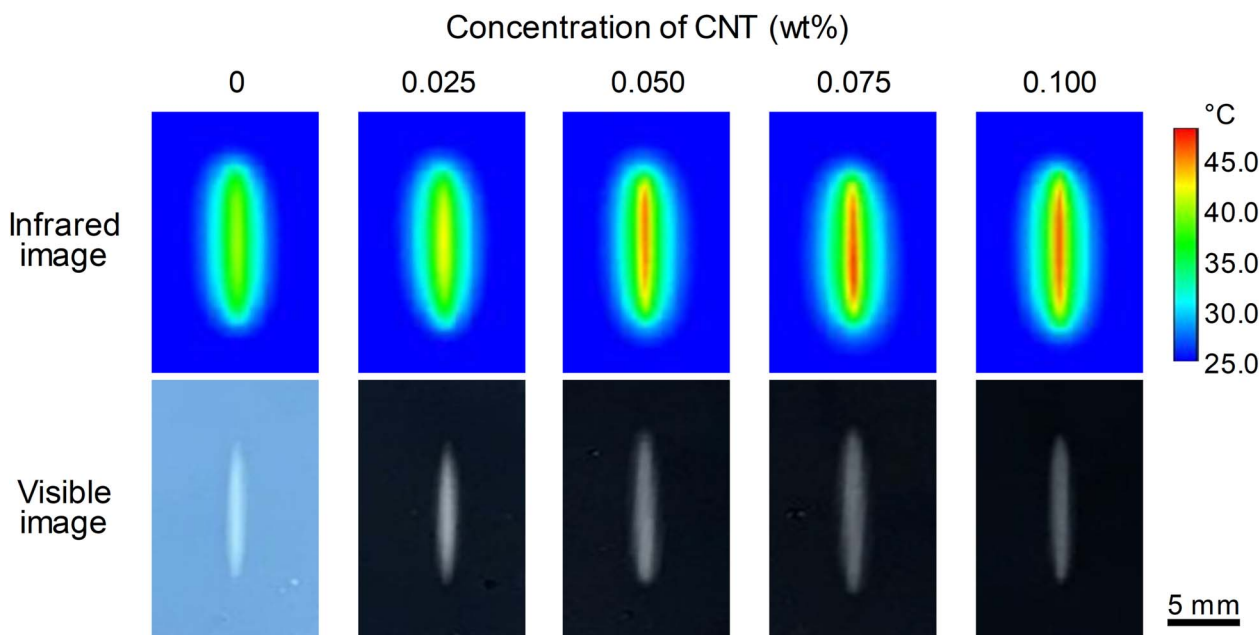 Concentration of CNT (wt%)
0 0.025 0.050 0.075 0.100
°C
Infrared
image
45.0
40.0
35.0
30.0
25.0
Visible
image
5 mm